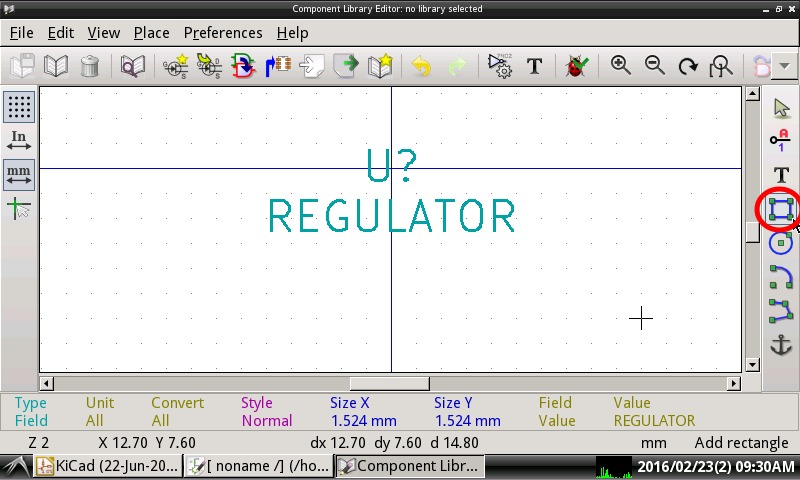 Component Library Editor: no library selected
File Edit View Place Preferences Help
T
In
mm
A
1
T
U?
REGULATOR
Type Unit Convert Style Size X Size Y Field Value
Field All All Normal 1.524 mm 1.524 mm Value REGULATOR
Z 2 X 12.70 Y 7.60 dx 12.70 dy 7.60 d 14.80 mm Add rectangle
KiCad (22-Jun-20... [ noname /] (/ho... Component Libr... 2016/02/23(2) 09:30AM